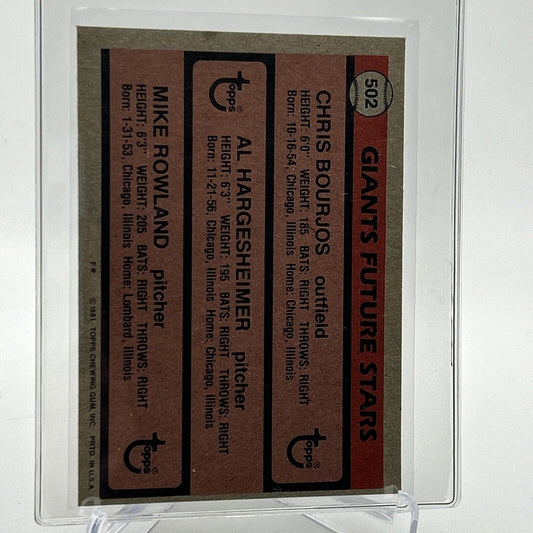 502
GIANTS FUTURE STARS
CHRIS BOURJOS outfield
HEIGHT: 6'0" WEIGHT: 185 BATS: RIGHT THROWS: RIGHT
Born: 10-16-54, Chicago, Illinois Home: Chicago, Illinois
Topps
Topps
AL HARGESHEIMER pitcher
HEIGHT: 6'3" WEIGHT: 195 BATS: RIGHT THROWS: RIGHT
Born: 11-21-56, Chicago, Illinois Home: Chicago, Illinois
MIKE ROWLAND pitcher
HEIGHT: 6'3" WEIGHT: 205 BATS: RIGHT THROWS: RIGHT
Born: 1-31-53, Chicago, Illinois Home: Lombard, Illinois
Topps
F* © 1981 TOPPS CHEWING GUM, INC. PRTD. IN U.S.A.